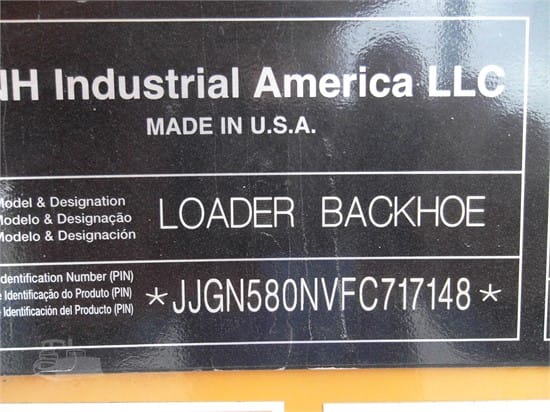 NH Industrial America LLC
MADE IN U.S.A.
Model & Designation
Modelo & Designação
Modelo & Designación
LOADER BACKHOE
Identification Number (PIN)
e Identificação do Produto (PIN)
e Identificación del Producto (PIN)
*JJGN580NVFC717148*